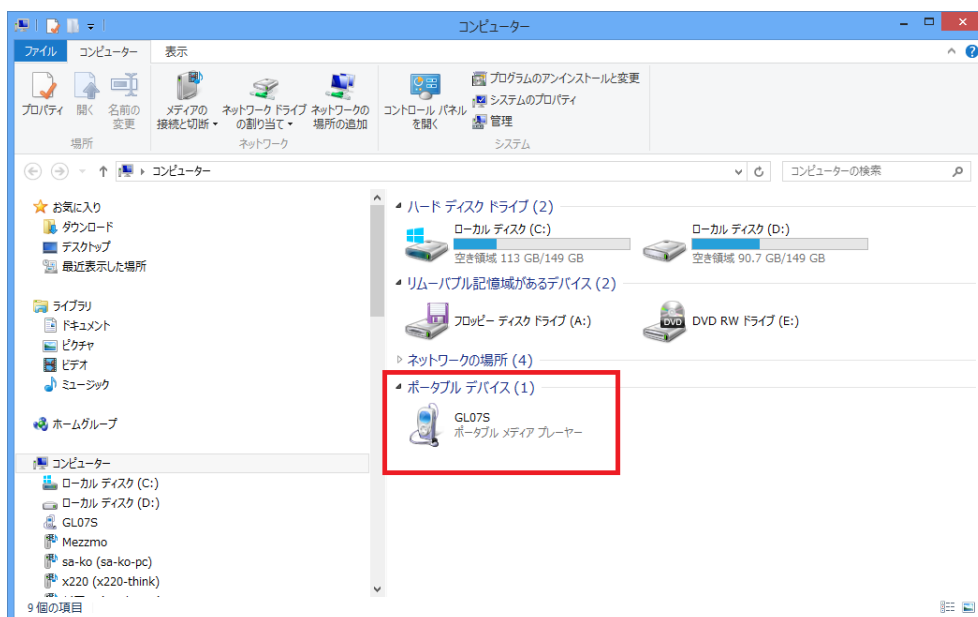 コンピューター
ファイル コンピューター 表示
プロパティ 開く 名前の変更 メディアの接続と切断 ネットワーク ドライブの割り当て ネットワークの場所の追加 コントロール パネルを開く
プログラムのアンインストールと変更
システムのプロパティ
管理
場所 ネットワーク システム
コンピューター コンピューターの検索
お気に入り
ダウンロード
デスクトップ
最近表示した場所
ライブラリ
ドキュメント
ピクチャ
ビデオ
ミュージック
ホームグループ
コンピューター
ローカル ディスク (C:)
ローカル ディスク (D:)
GL07S
Mezzmo
sa-ko (sa-ko-pc)
x220 (x220-think)
ハード ディスク ドライブ (2)
ローカル ディスク (C:)
空き領域 113 GB/149 GB
ローカル ディスク (D:)
空き領域 90.7 GB/149 GB
リムーバブル記憶域があるデバイス (2)
フロッピー ディスク ドライブ (A:)
DVD
DVD RW ドライブ (E:)
ネットワークの場所 (4)
ポータブル デバイス (1)
GL07S
ポータブル メディア プレーヤー
9 個の項目